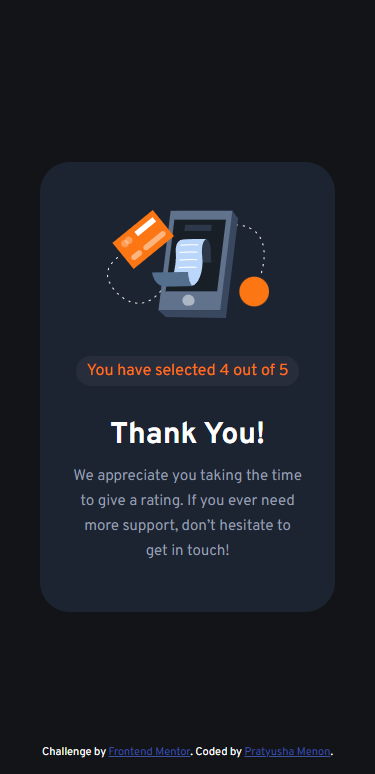 You have selected 4 out of 5
Thank You!
We appreciate you taking the time
to give a rating. If you ever need
more support, don’t hesitate to
get in touch!
Challenge by Frontend Mentor. Coded by Pratyusha Menon.